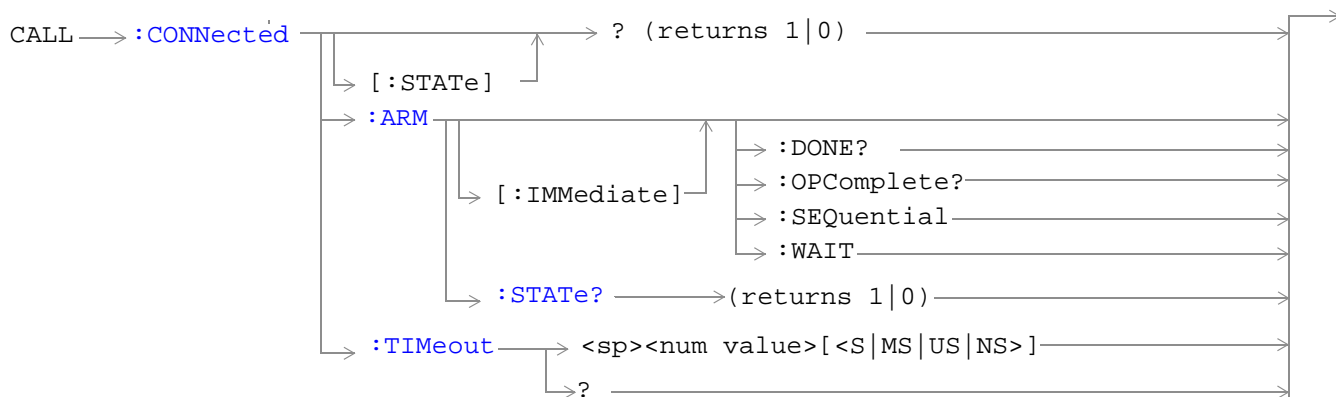 CALL :CONNected ? (returns 1|0)
[:STATe]
:ARM
:DONE?
:OPComplete?
[:IMMediate]
:SEQuential
:WAIT
:STATe? (returns 1|0)
:TIMeout <sp><num value>[<S|MS|US|NS>]
?